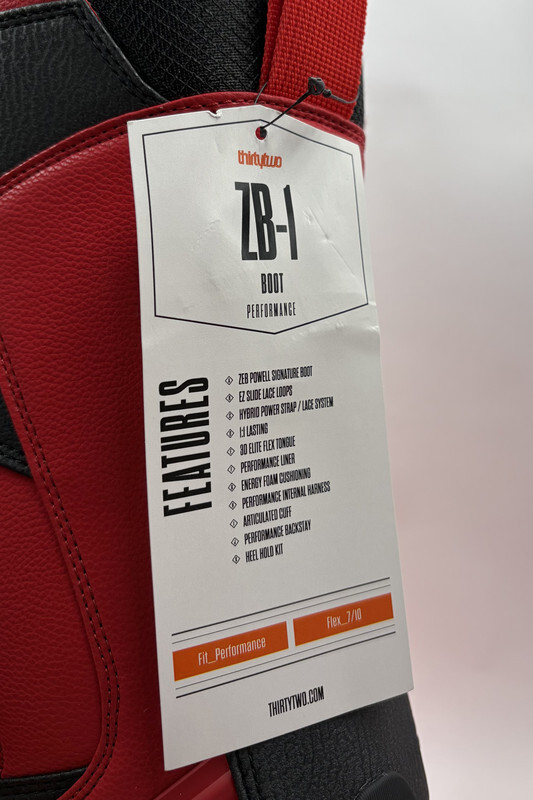 thirtytwo
ZB-1
BOOT
PERFORMANCE
FEATURES
ZEB POWELL SIGNATURE BOOT
EZ SLIDE LACE LOOPS
HYBRID POWER STRAP / LACE SYSTEM
1:1 LASTING
3D ELITE FLEX TONGUE
PERFORMANCE LINER
ENERGY FOAM CUSHIONING
PERFORMANCE INTERNAL HARNESS
ARTICULATED CUFF
PERFORMANCE BACKSTAY
HEEL HOLD KIT
Fit_Performance
Flex_7/10
THIRTYTWO.COM